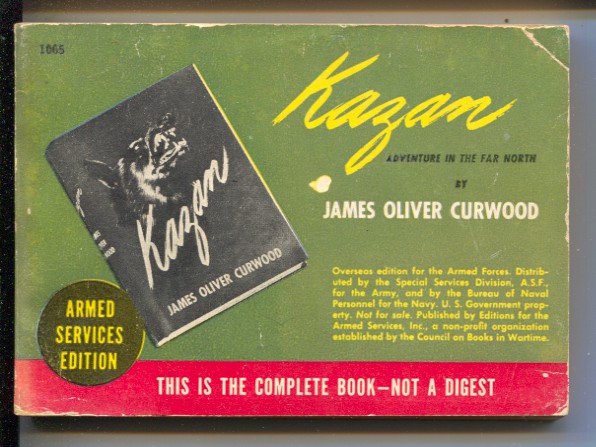 1065
Kazan
ADVENTURE IN THE FAR NORTH
BY
JAMES OLIVER CURWOOD
Kazan
JAMES OLIVER CURWOOD
Overseas edition for the Armed Forces. Distrib-
uted by the Special Services Division, A.S.F.,
for the Army, and by the Bureau of Naval
Personnel for the Navy. U. S. Government prop-
erty. Not for sale. Published by Editions for the
Armed Services, Inc., a non-profit organization
established by the Council on Books in Wartime.
ARMED
SERVICES
EDITION
THIS IS THE COMPLETE BOOK—NOT A DIGEST